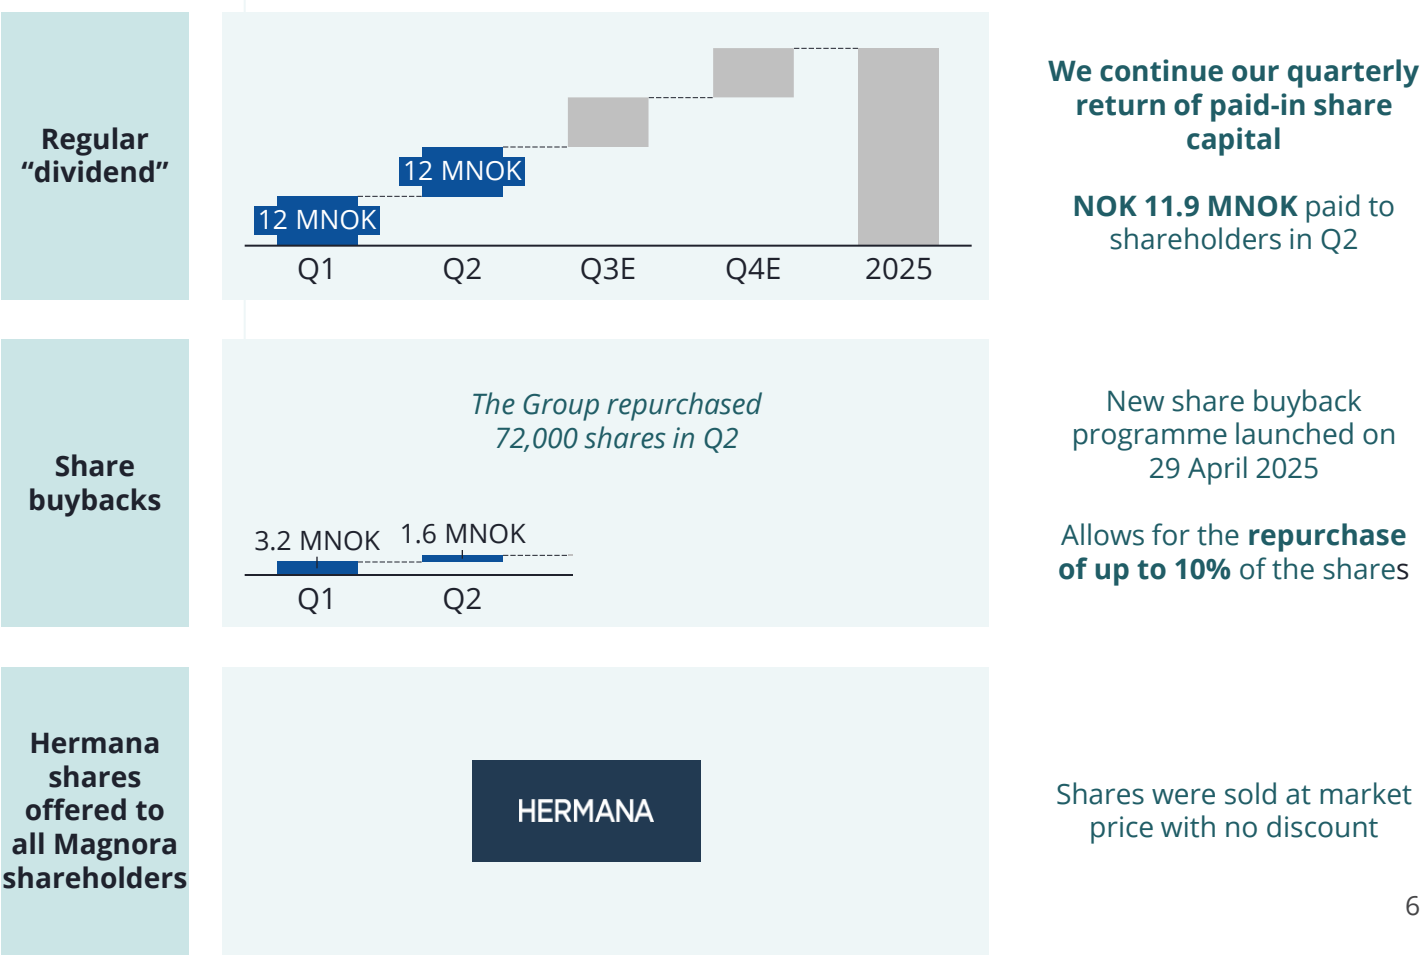 Regular
“dividend”
12 MNOK
12 MNOK
Q1
Q2
Q3E
Q4E
2025
We continue our quarterly
return of paid-in share
capital
NOK 11.9 MNOK paid to
shareholders in Q2
Share
buybacks
The Group repurchased
72,000 shares in Q2
3.2 MNOK
1.6 MNOK
Q1
Q2
New share buyback
programme launched on
29 April 2025
Allows for the repurchase
of up to 10% of the shares
Hermana
shares
offered to
all Magnora
shareholders
HERMANA
Shares were sold at market
price with no discount
6